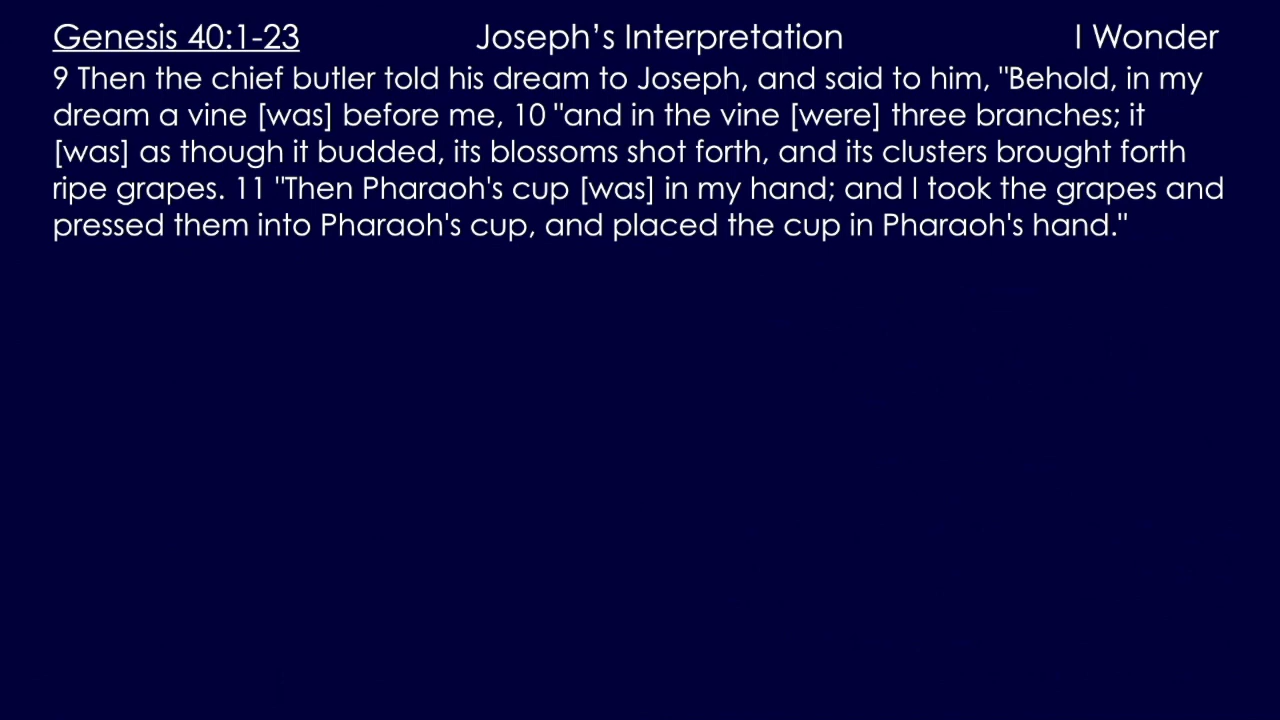 Genesis 40:1-23 Joseph’s Interpretation I Wonder
9 Then the chief butler told his dream to Joseph, and said to him, "Behold, in my
dream a vine [was] before me, 10 "and in the vine [were] three branches; it
[was] as though it budded, its blossoms shot forth, and its clusters brought forth
ripe grapes. 11 "Then Pharaoh's cup [was] in my hand; and I took the grapes and
pressed them into Pharaoh's cup, and placed the cup in Pharaoh's hand."